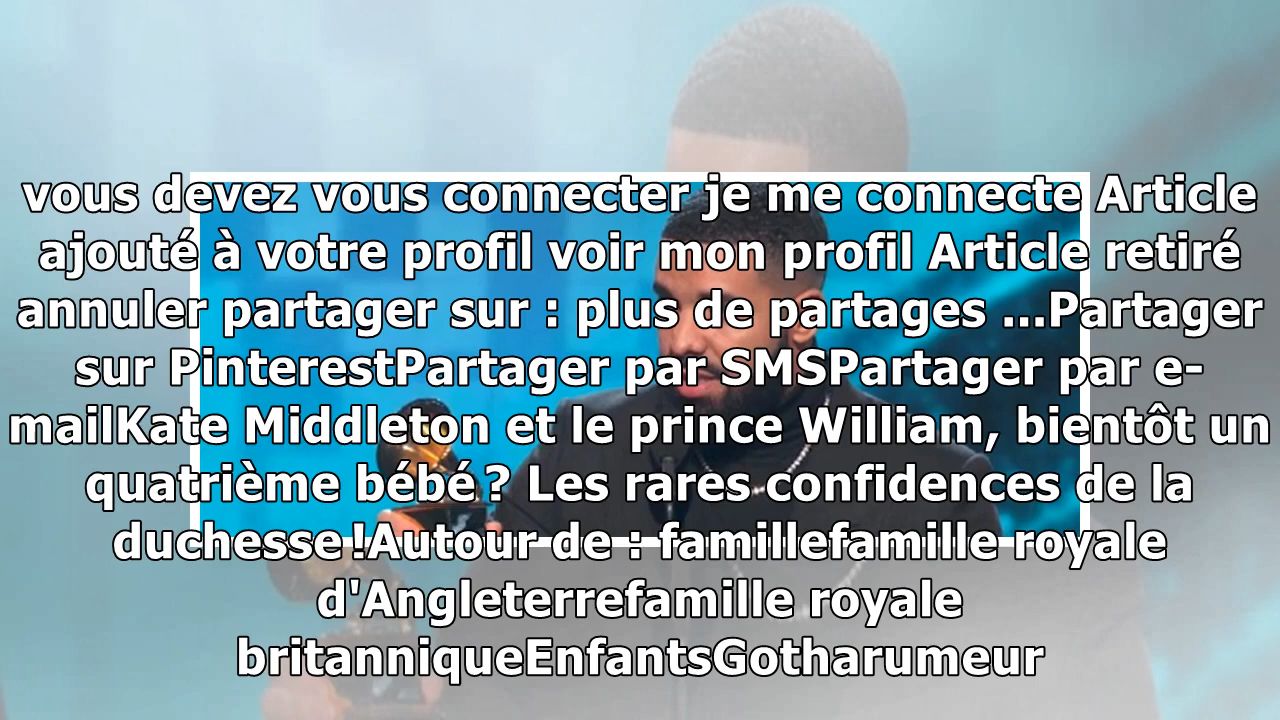 vous devez vous connecter je me connecte Article
ajouté à votre profil voir mon profil Article retiré
annuler partager sur : plus de partages ...Partager
sur PinterestPartager par SMSPartager par e-
mailKate Middleton et le prince William, bientôt un
quatrième bébé ? Les rares confidences de la
duchesse !Autour de : famillefamille royale
d'Angleterrefamille royale
britanniqueEnfantsGotharumeur